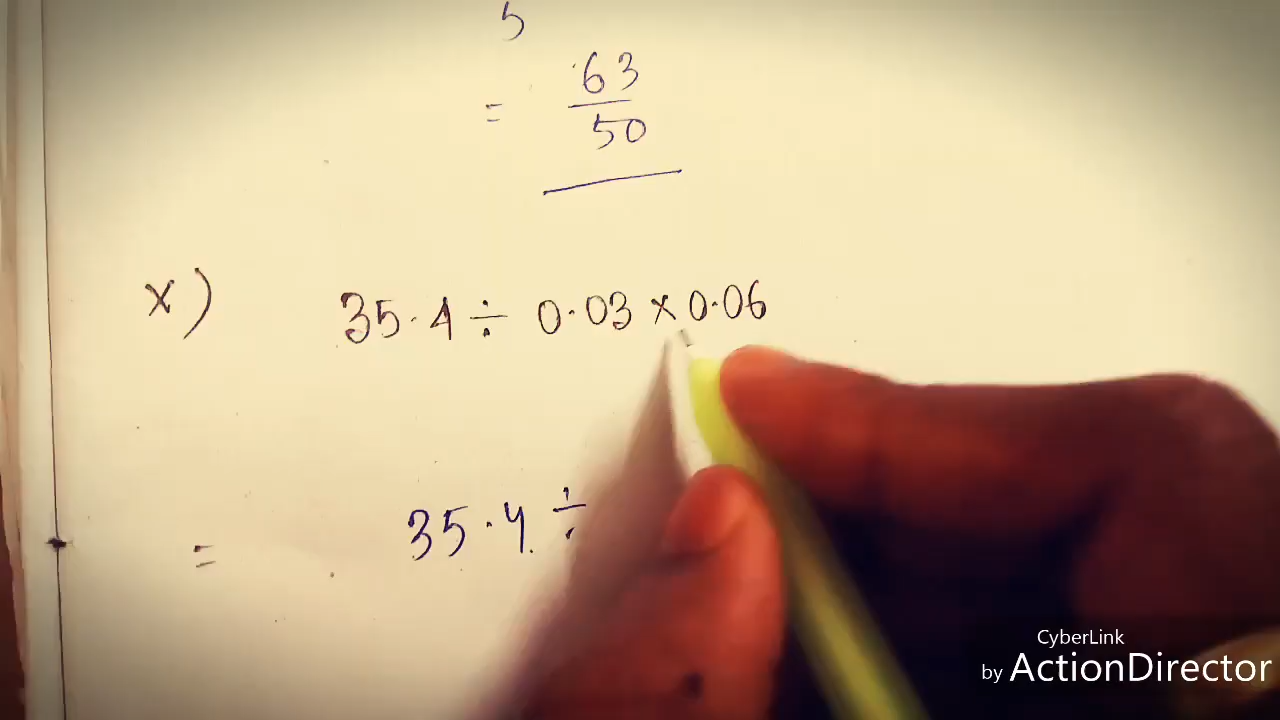 5
= 63
50
x) 35.4 ÷ 0.03 × 0.06
= 35.4 ÷
CyberLink
by ActionDirector